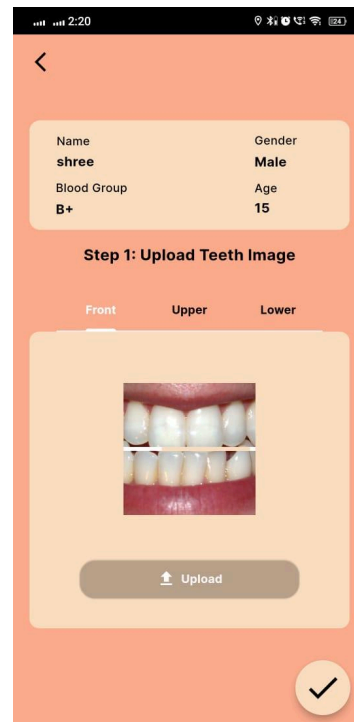 2:20 24
Name Gender
shree Male
Blood Group Age
B+ 15
Step 1: Upload Teeth Image
Front Upper Lower
Upload